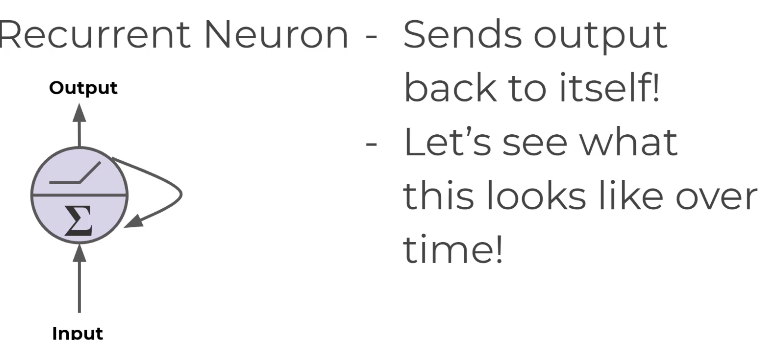 Recurrent Neuron
Output
Σ
Input
- Sends output
back to itself!
- Let’s see what
this looks like over
time!